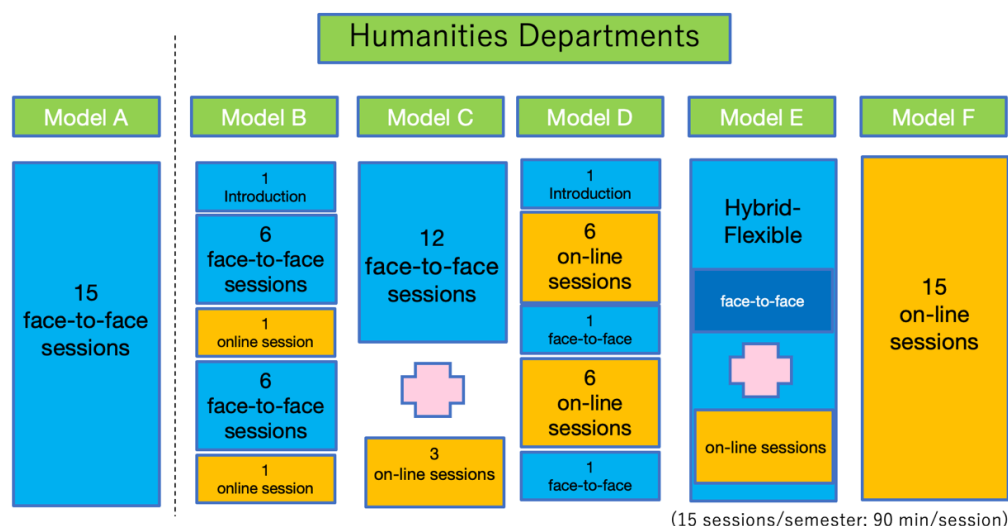 Humanities Departments
Model A
Model B
Model C
Model D
Model E
Model F
15
face-to-face
sessions
1
Introduction
6
face-to-face
sessions
1
online session
6
face-to-face
sessions
1
online session
12
face-to-face
sessions
3
on-line sessions
1
Introduction
6
on-line
sessions
1
face-to-face
6
on-line
sessions
1
face-to-face
Hybrid-
Flexible
face-to-face
on-line sessions
15
on-line
sessions
(15 sessions/semester: 90 min/session)